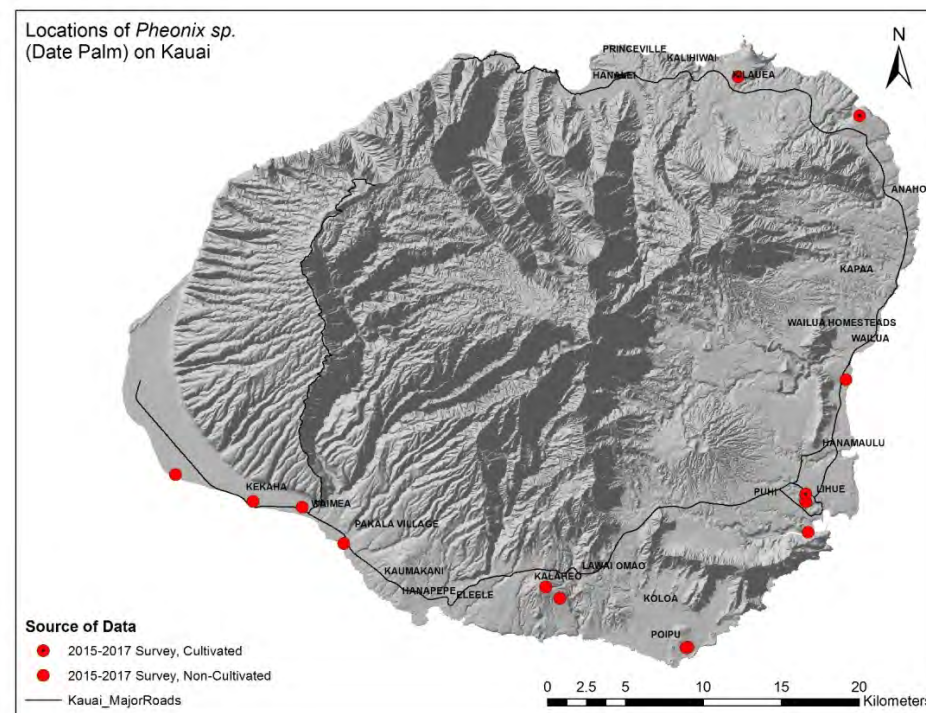 Locations of Pheonix sp.
(Date Palm) on Kauai
N
PRINCEVILLE
KALIHIWAI
HANALEI
KILAUEA
ANAHO
KAPAA
WAILUA HOMESTEADS
WAILUA
HANAMAULU
PUHI
LIHUE
KEKAHA
WAIMEA
PAKALA VILLAGE
KAUMAKANI
HANAPEPE
ELEELE
KALAHEO
LAWAI OMAO
KOLOA
POIPU
Source of Data
2015-2017 Survey, Cultivated
2015-2017 Survey, Non-Cultivated
Kauai_MajorRoads
0 2.5 5 10 15 20
Kilometers